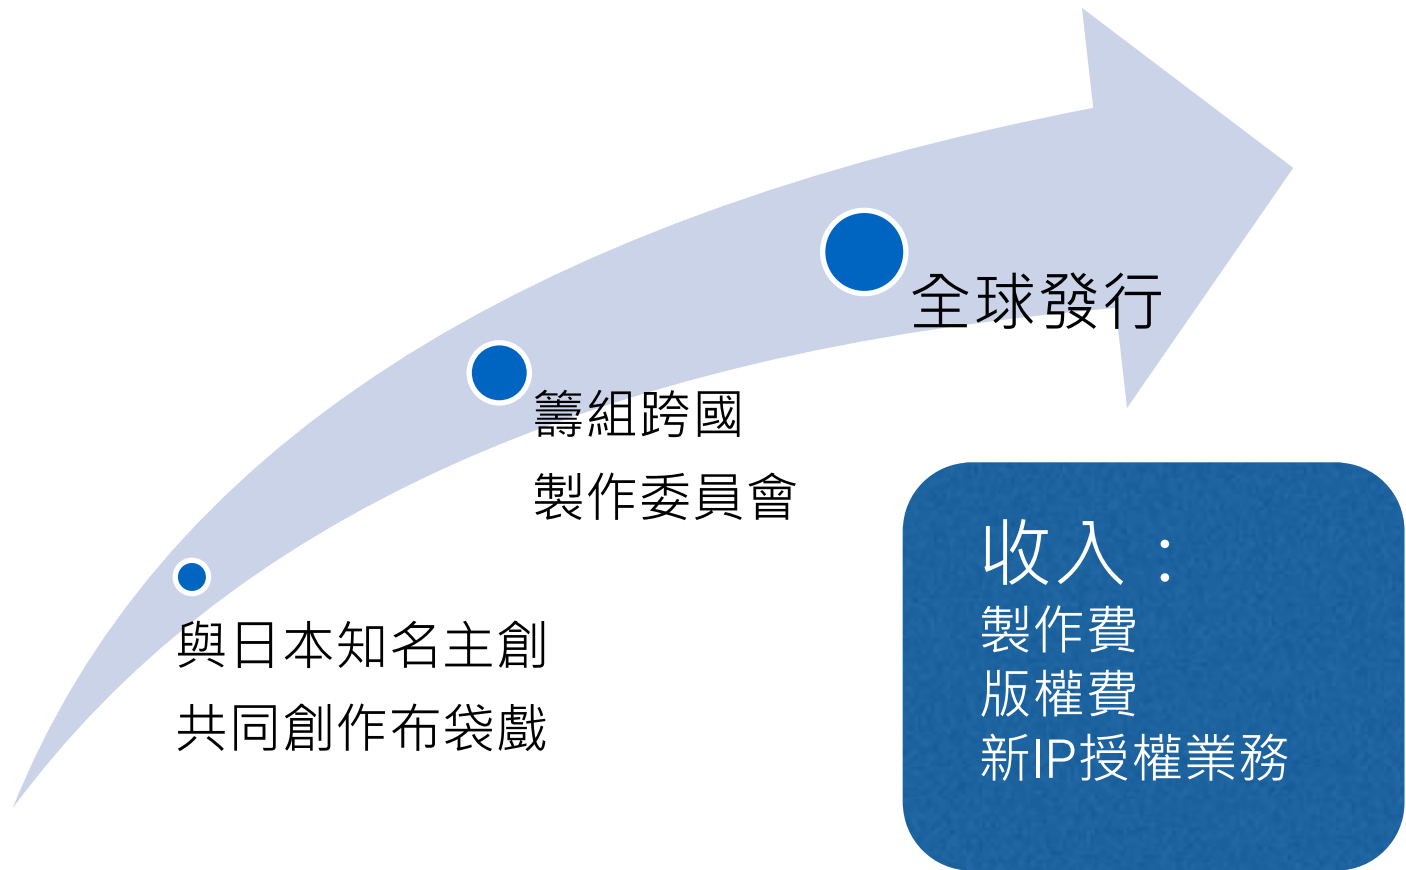 全球發行
籌組跨國
製作委員會
與日本知名主創
共同創作布袋戲
收入：
製作費
版權費
新IP授權業務